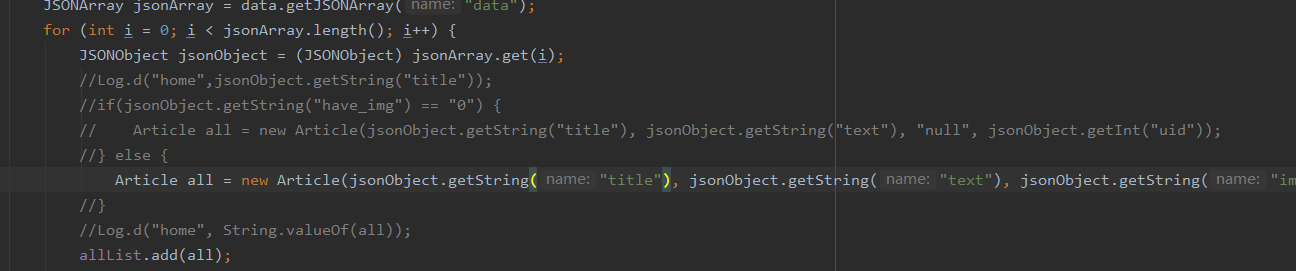 JSONArray jsonArray = data.getJSONArray( name: "data");
for (int i = 0; i < jsonArray.length(); i++) {
JSONObject jsonObject = (JSONObject) jsonArray.get(i);
//Log.d("home",jsonObject.getString("title"));
//if(jsonObject.getString("have_img") == "0") {
//    Article all = new Article(jsonObject.getString("title"), jsonObject.getString("text"), "null", jsonObject.getInt("uid"));
//} else {
Article all = new Article(jsonObject.getString( name: "title"), jsonObject.getString( name: "text"), jsonObject.getString( name: "im
//}
//Log.d("home", String.valueOf(all));
allList.add(all);